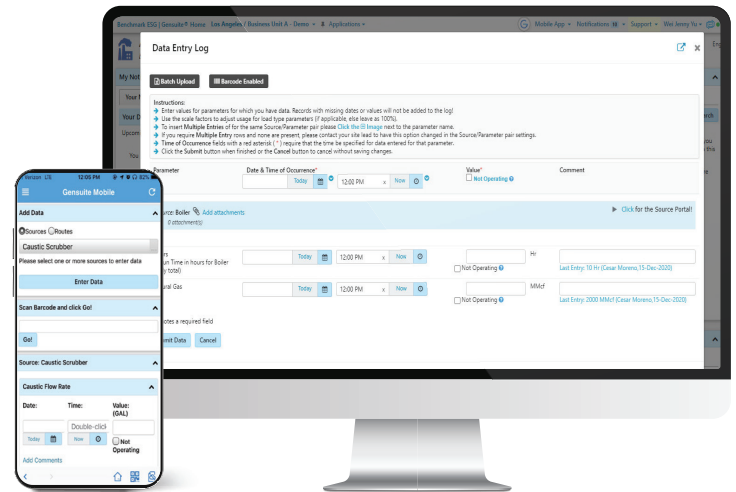 Benchmark ESG | Gensuite® Home Los Angeles / Business Unit A - Demo Applications
Mobile App Notifications Support Wei Jenny Yu
Data Entry Log
My Not
Your
Your D
Upcom
You
Batch Upload Barcode Enabled
Instructions:
Enter values for parameters for which you have data. Records with missing dates or values will not be added to the log!
Use the scale factors to adjust usage for load type parameters (if applicable, else leave as 100%).
To insert Multiple Entries of for the same Source/Parameter pair please Click the Image next to the parameter name.
If you require Multiple Entry rows and none are present, please contact your site lead to have this option changed in the Source/Parameter pair settings.
Time of Occurrence fields with a red asterisk ( * ) require that the time be specified for data entered for that parameter.
Click the Submit button when finished or the Cancel button to cancel without saving changes.
Parameter Date & Time of Occurrence* Value* Comment
Today 12:02 PM x Now Not Operating
urce: Boiler Add attachments Click for the Source Portal!
0 attachment(s)
rs Today 12:00 PM x Now Hr
un Time in hours for Boiler
y total) Not Operating Last Entry: 10 Hr (Cesar Moreno,15-Dec-2020)
ural Gas Today 12:00 PM x Now MMcf
Not Operating Last Entry: 2000 MMcf (Cesar Moreno,15-Dec-2020)
otes a required field
mit Data Cancel
Verizon LTE 12:05 PM 82%
Gensuite Mobile
Add Data
Sources Routes
Caustic Scrubber
Please select one or more sources to enter data
Enter Data
Scan Barcode and click Go!
Go!
Source: Caustic Scrubber
Caustic Flow Rate
Date: Time: Value:
(GAL)
Double-click
Today Now Not
Operating
Add Comments